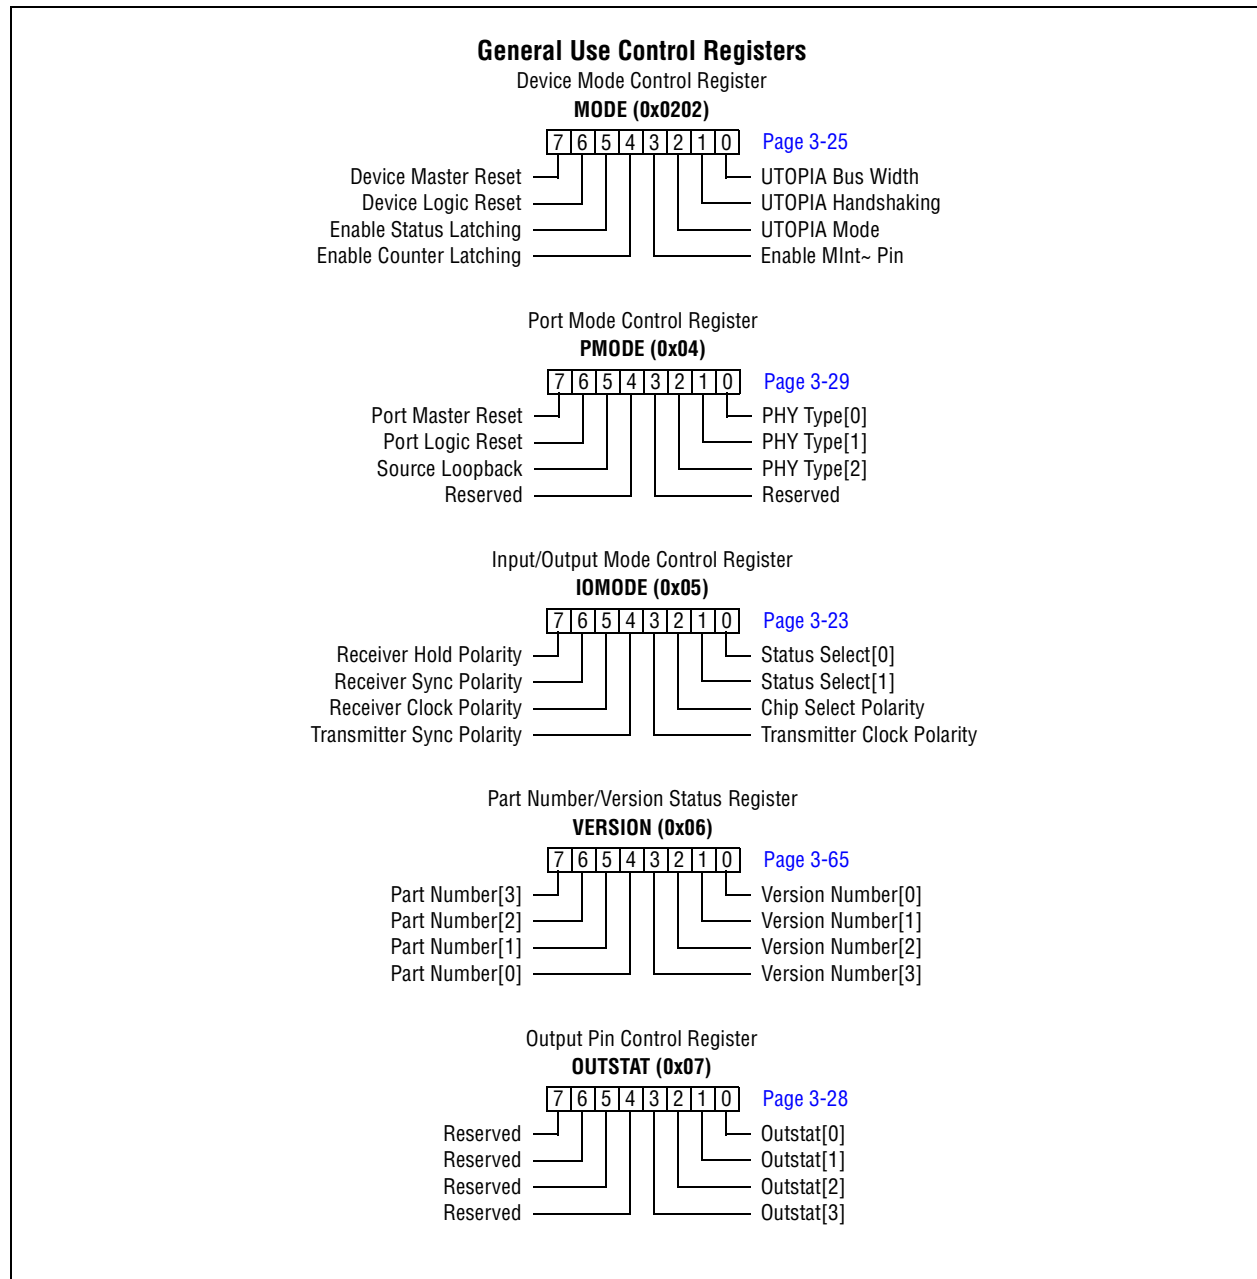 General Use Control Registers
Device Mode Control Register
MODE (0x0202)
7 6 5 4 3 2 1 0 Page 3-25
Device Master Reset UTOPIA Bus Width
Device Logic Reset UTOPIA Handshaking
Enable Status Latching UTOPIA Mode
Enable Counter Latching Enable MInt~ Pin
Port Mode Control Register
PMODE (0x04)
7 6 5 4 3 2 1 0 Page 3-29
Port Master Reset PHY Type[0]
Port Logic Reset PHY Type[1]
Source Loopback PHY Type[2]
Reserved Reserved
Input/Output Mode Control Register
IOMODE (0x05)
7 6 5 4 3 2 1 0 Page 3-23
Receiver Hold Polarity Status Select[0]
Receiver Sync Polarity Status Select[1]
Receiver Clock Polarity Chip Select Polarity
Transmitter Sync Polarity Transmitter Clock Polarity
Part Number/Version Status Register
VERSION (0x06)
7 6 5 4 3 2 1 0 Page 3-65
Part Number[3] Version Number[0]
Part Number[2] Version Number[1]
Part Number[1] Version Number[2]
Part Number[0] Version Number[3]
Output Pin Control Register
OUTSTAT (0x07)
7 6 5 4 3 2 1 0 Page 3-28
Reserved Outstat[0]
Reserved Outstat[1]
Reserved Outstat[2]
Reserved Outstat[3]